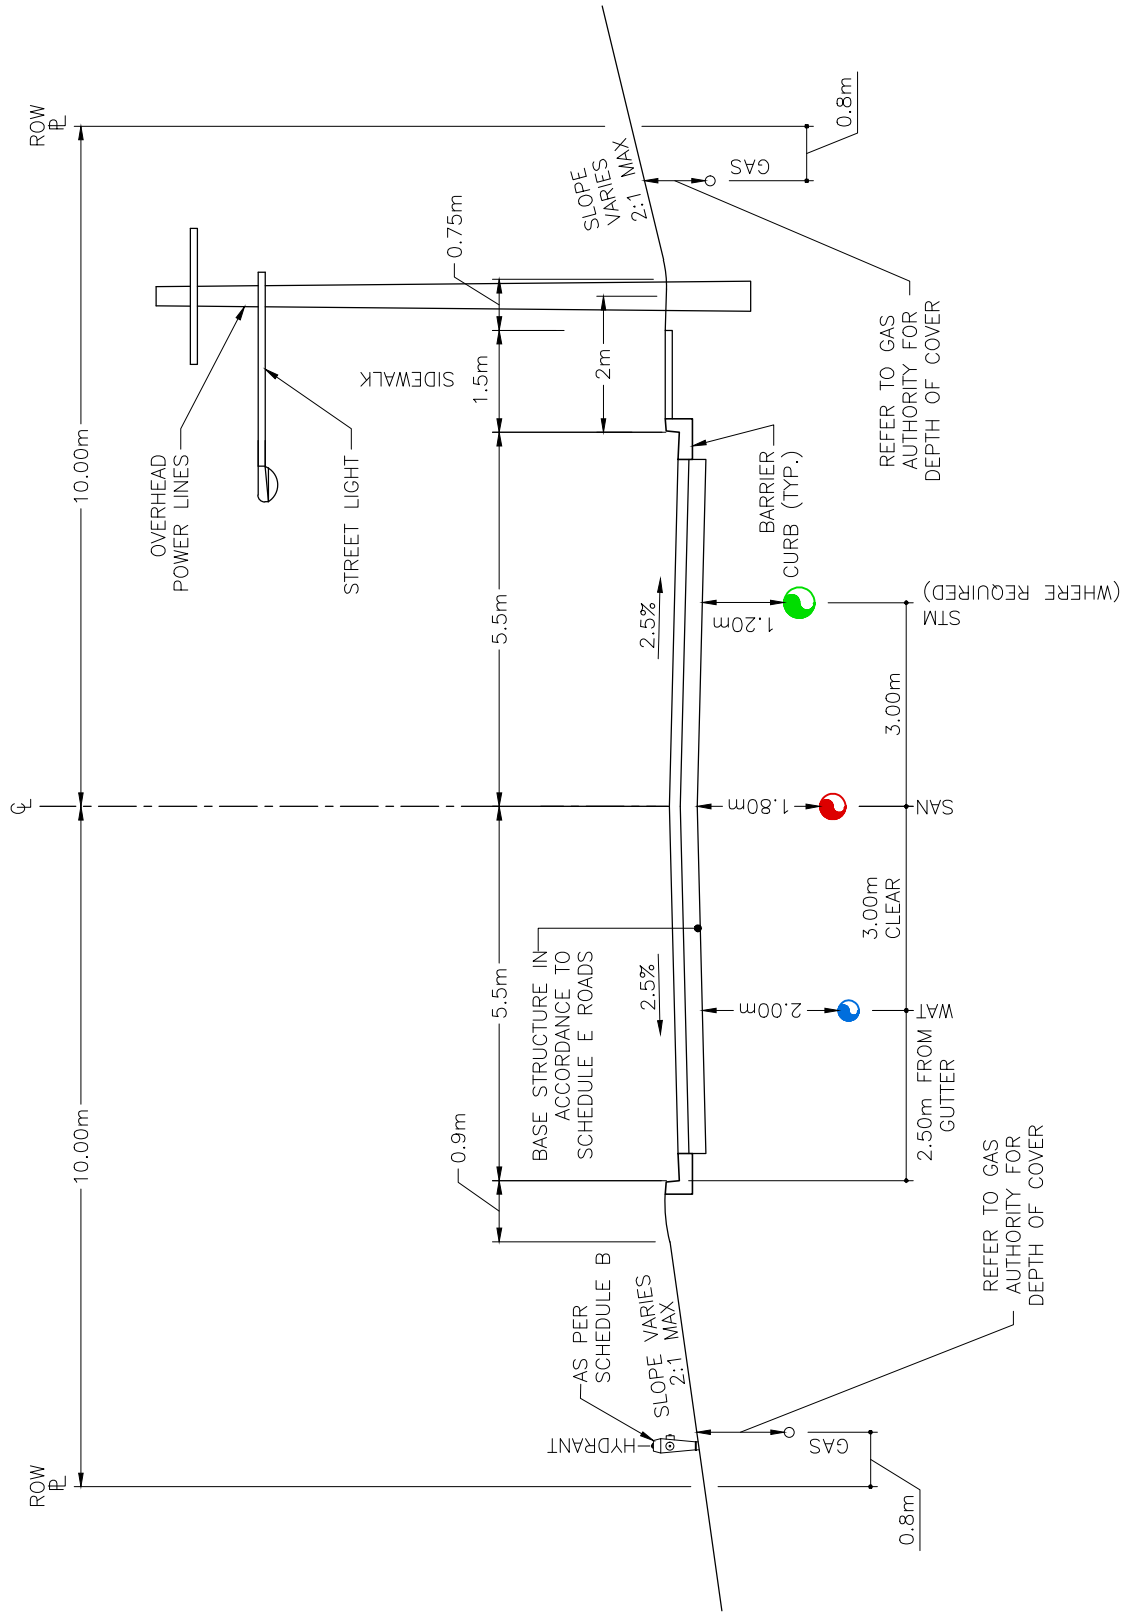 ROW
PL
CL
ROW
PL
10.00m
10.00m
OVERHEAD
POWER LINES
STREET LIGHT
SIDEWALK
0.9m
5.5m
5.5m
1.5m
0.75m
2m
AS PER
SCHEDULE B
HYDRANT
SLOPE VARIES
2:1 MAX
BASE STRUCTURE IN
ACCORDANCE TO
SCHEDULE E ROADS
2.5%
2.5%
SLOPE
VARIES
2:1 MAX
2.00m
1.80m
1.20m
BARRIER
CURB (TYP.)
GAS
GAS
0.8m
0.8m
REFER TO GAS
AUTHORITY FOR
DEPTH OF COVER
REFER TO GAS
AUTHORITY FOR
DEPTH OF COVER
2.50m FROM
GUTTER
3.00m
CLEAR
3.00m
WAT
SAN
STM
(WHERE REQUIRED)